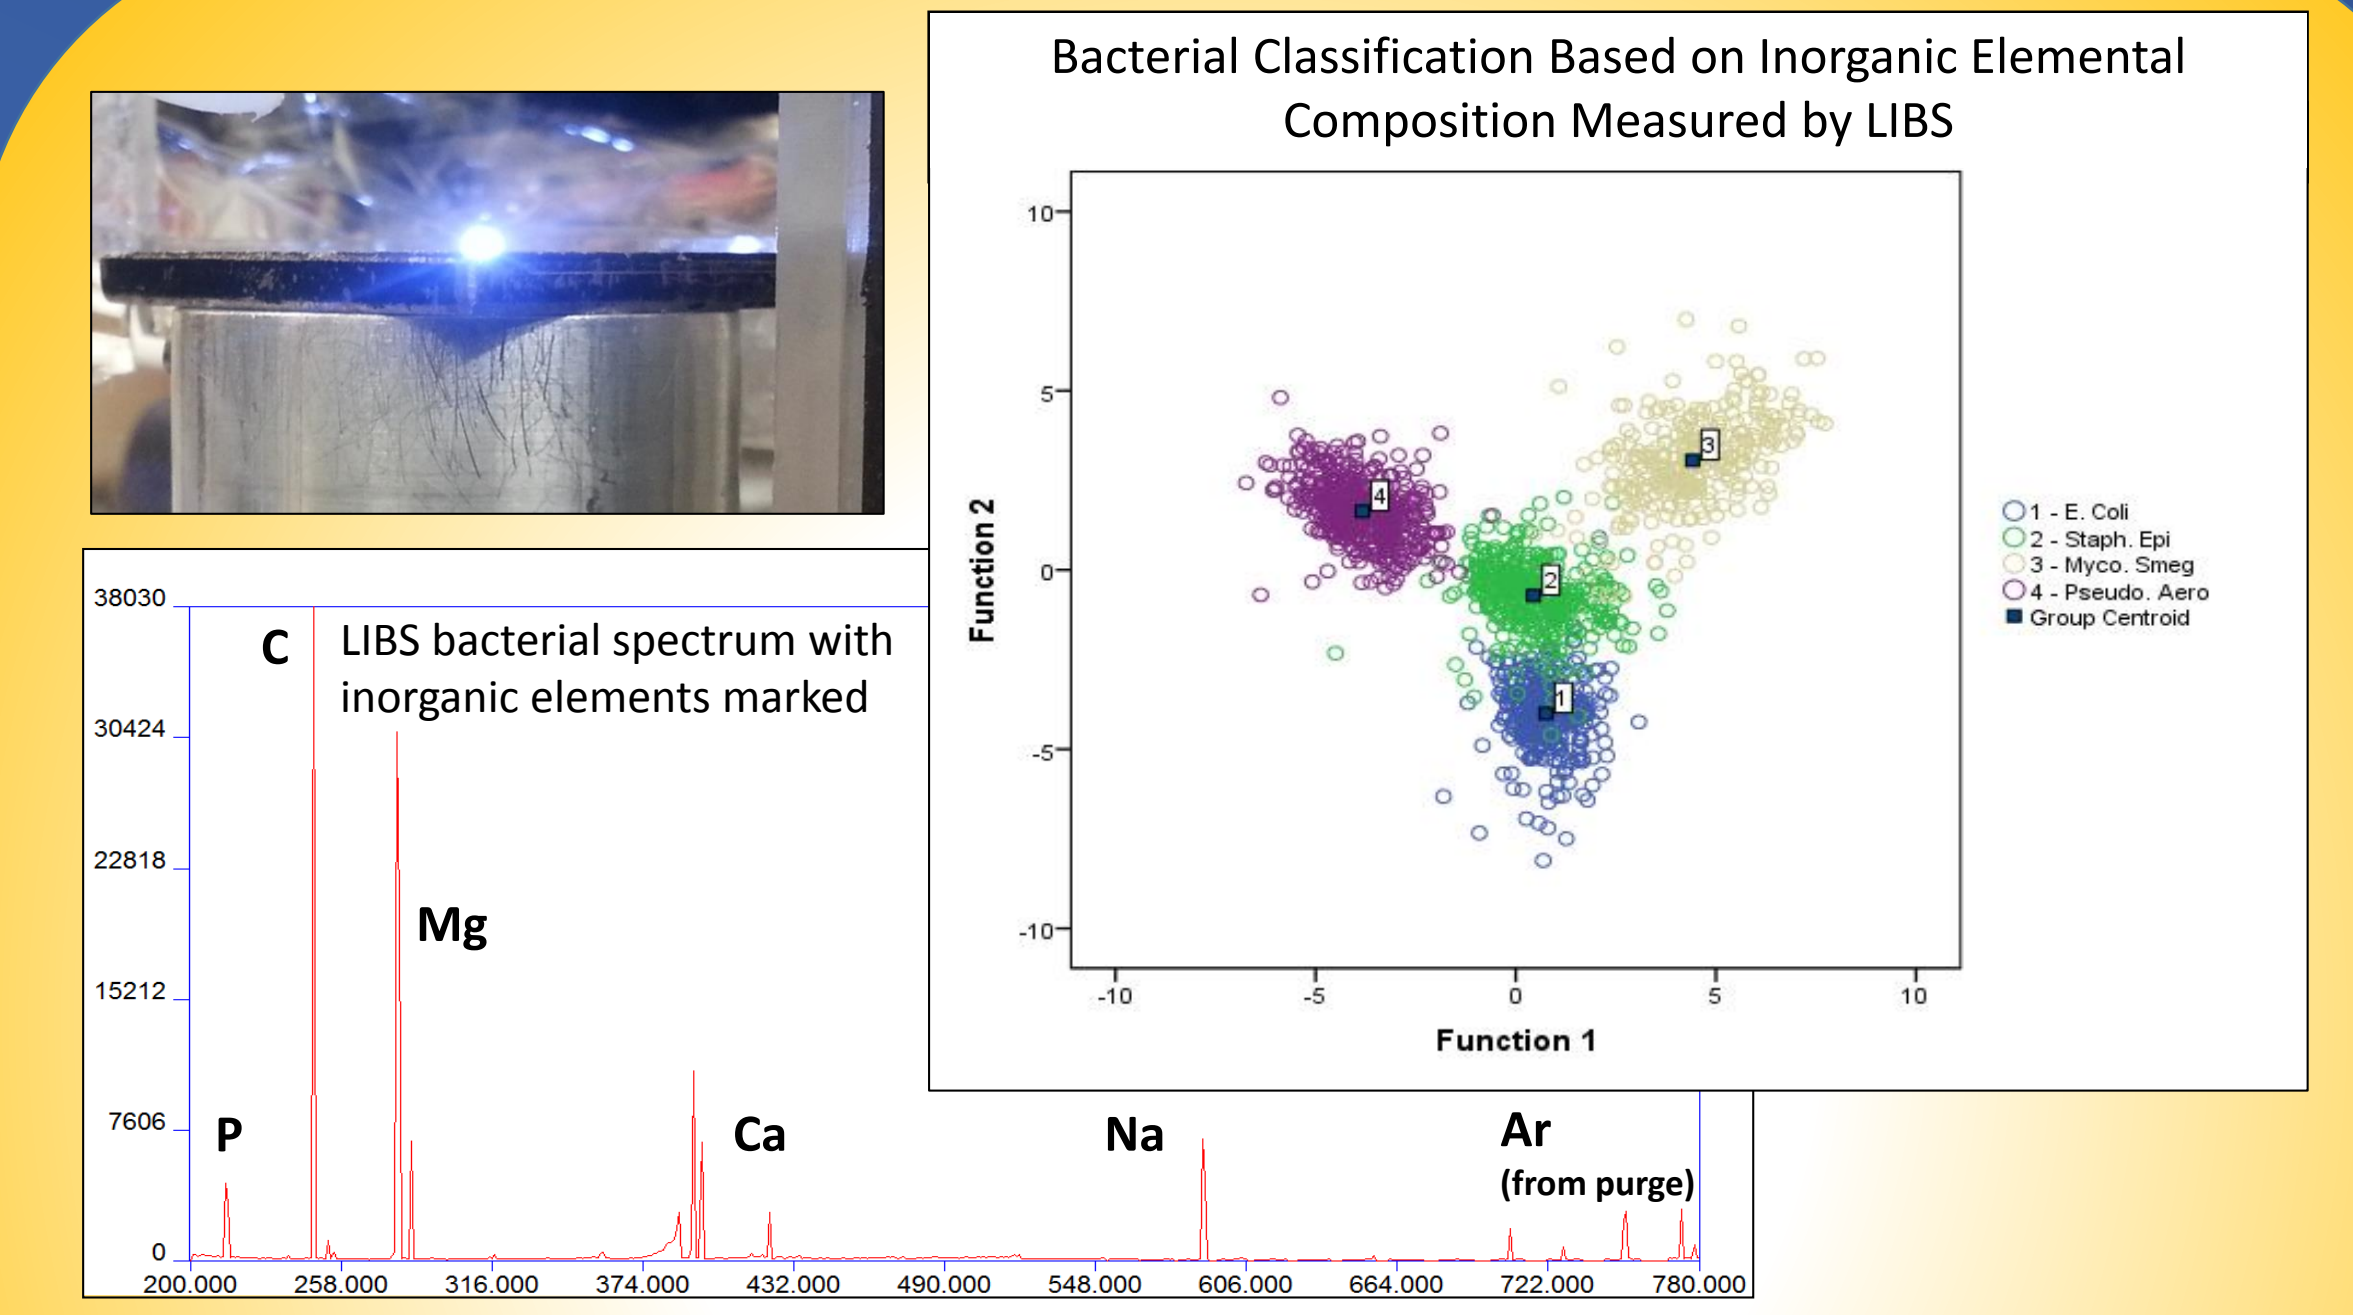 Bacterial Classification Based on Inorganic Elemental
Composition Measured by LIBS
10
5
0
-5
-10
Function 2
4
3
2
1
-10
-5
0
5
10
Function 1
1 - E. Coli
2 - Staph. Epi
3 - Myco. Smeg
4 - Pseudo. Aero
Group Centroid
LIBS bacterial spectrum with
inorganic elements marked
38030
30424
22818
15212
7606
0
P
C
Mg
Ca
Na
Ar
(from purge)
200.000
258.000
316.000
374.000
432.000
490.000
548.000
606.000
664.000
722.000
780.000